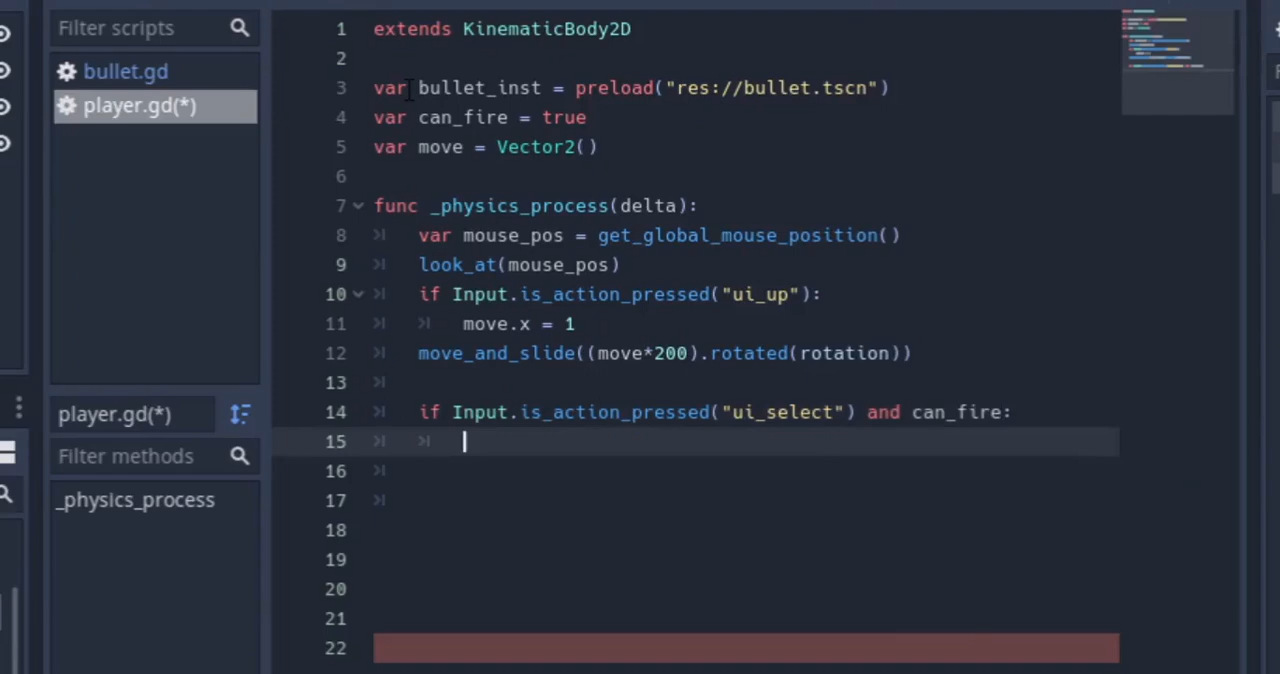 Filter scripts
bullet.gd
player.gd(*)
player.gd(*)
Filter methods
_physics_process
1 extends KinematicBody2D
2
3 var bullet_inst = preload("res://bullet.tscn")
4 var can_fire = true
5 var move = Vector2()
6
7 func _physics_process(delta):
8 var mouse_pos = get_global_mouse_position()
9 look_at(mouse_pos)
10 if Input.is_action_pressed("ui_up"):
11 move.x = 1
12 move_and_slide((move*200).rotated(rotation))
13
14 if Input.is_action_pressed("ui_select") and can_fire:
15
16
17
18
19
20
21
22